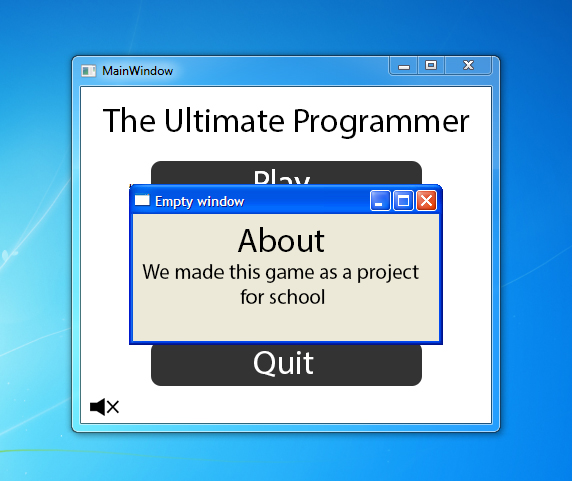 MainWindow
The Ultimate Programmer
Play
Empty window
About
We made this game as a project
for school
Quit